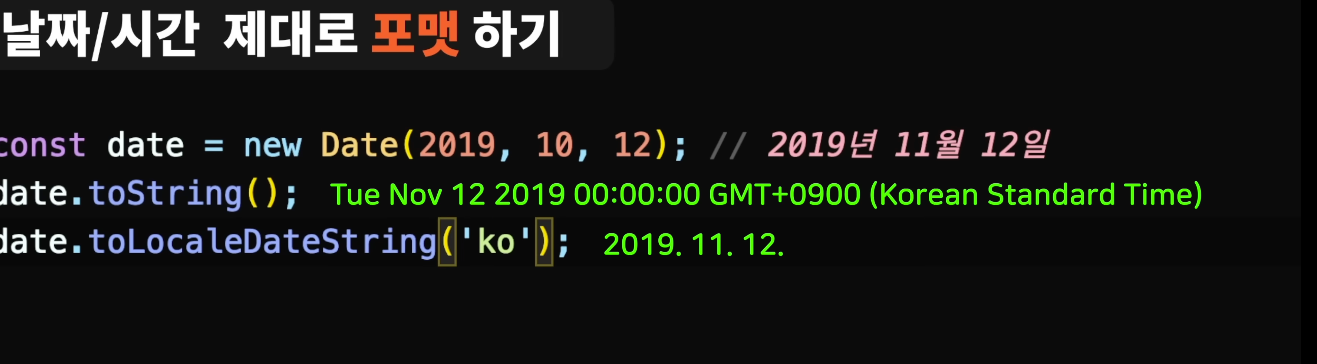 날짜/시간 제대로 포맷 하기
const date = new Date(2019, 10, 12); // 2019년 11월 12일
date.toString(); Tue Nov 12 2019 00:00:00 GMT+0900 (Korean Standard Time)
date.toLocaleDateString('ko'); 2019. 11. 12.